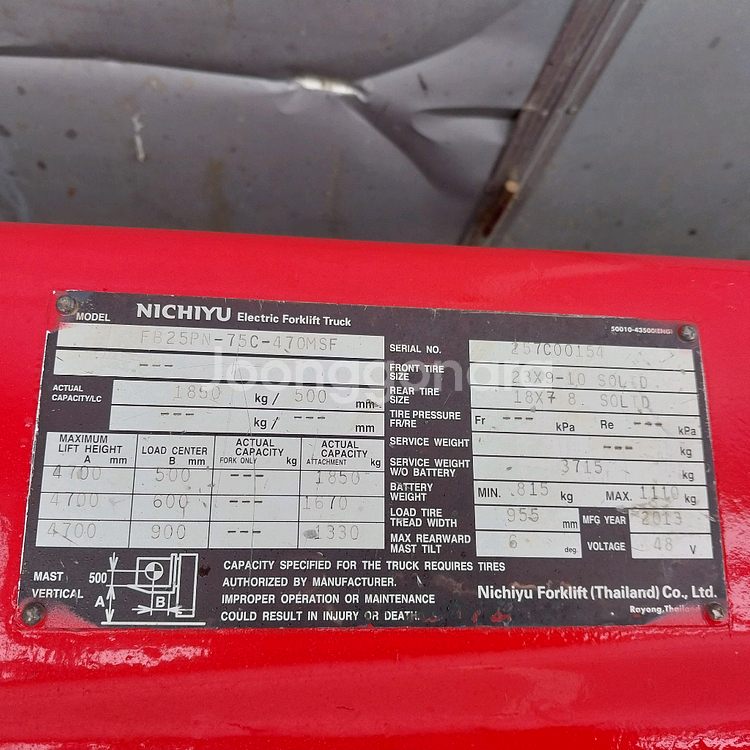 NICHIYU Electric Forklift Truck
50010-43500(ENG)
MODEL FB25PN-75C-470MSF
---
SERIAL NO. 257C00154
FRONT TIRE SIZE 23X9-10 SOLID
REAR TIRE SIZE 18X7 8. SOLID
ACTUAL CAPACITY/LC 1850 kg / 500 mm
--- kg / --- mm
TIRE PRESSURE FR/RE Fr --- kPa Re --- kPa
SERVICE WEIGHT --- kg
SERVICE WEIGHT W/O BATTERY 3715 kg
BATTERY WEIGHT MIN. 815 kg MAX. 1110 kg
LOAD TIRE TREAD WIDTH 955 mm MFG YEAR 2013
MAX REARWARD MAST TILT 6 deg. VOLTAGE 48 V
MAXIMUM LIFT HEIGHT A mm LOAD CENTER B mm ACTUAL CAPACITY FORK ONLY kg ACTUAL CAPACITY ATTACHMENT kg
4700 500 --- 1850
4700 600 --- 1670
4700 900 --- 1330
MAST VERTICAL 500 A B
CAPACITY SPECIFIED FOR THE TRUCK REQUIRES TIRES
AUTHORIZED BY MANUFACTURER.
IMPROPER OPERATION OR MAINTENANCE
COULD RESULT IN INJURY OR DEATH.
Nichiyu Forklift (Thailand) Co., Ltd.
Rayong,